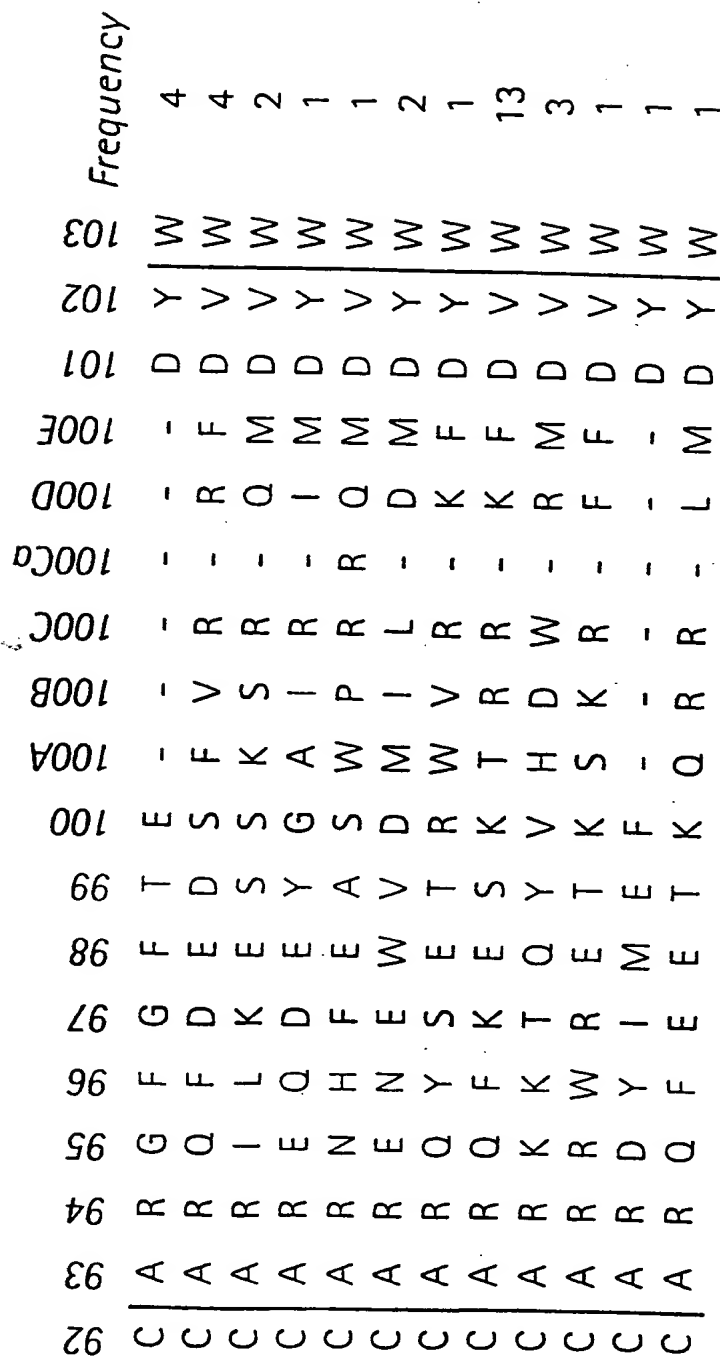 92 93 94 95 96 97 98 99 100 100A 100B 100C 100Ca 100D 100E 101 102 103 Frequency
C A R G F G F T E - - - - - - D Y W 4
C A R Q F D E D S F V R - R F D V W 4
C A R I L K E S S K S R - Q M D V W 2
C A R E Q D E Y G A I R - I M D Y W 1
C A R N H F E A S W P R R Q M D V W 1
C A R E N E W V D M I L - D M D Y W 2
C A R Q Y S E T R W V R - K F D Y W 1
C A R Q F K E S K T R R - K F D V W 13
C A R K K T Q Y V H D W - R M D V W 3
C A R R W R E T K S K R - F F D V W 1
C A R D Y I M E F - - - - - - D Y W 1
C A R Q F E E T K Q R R - L M D Y W 1